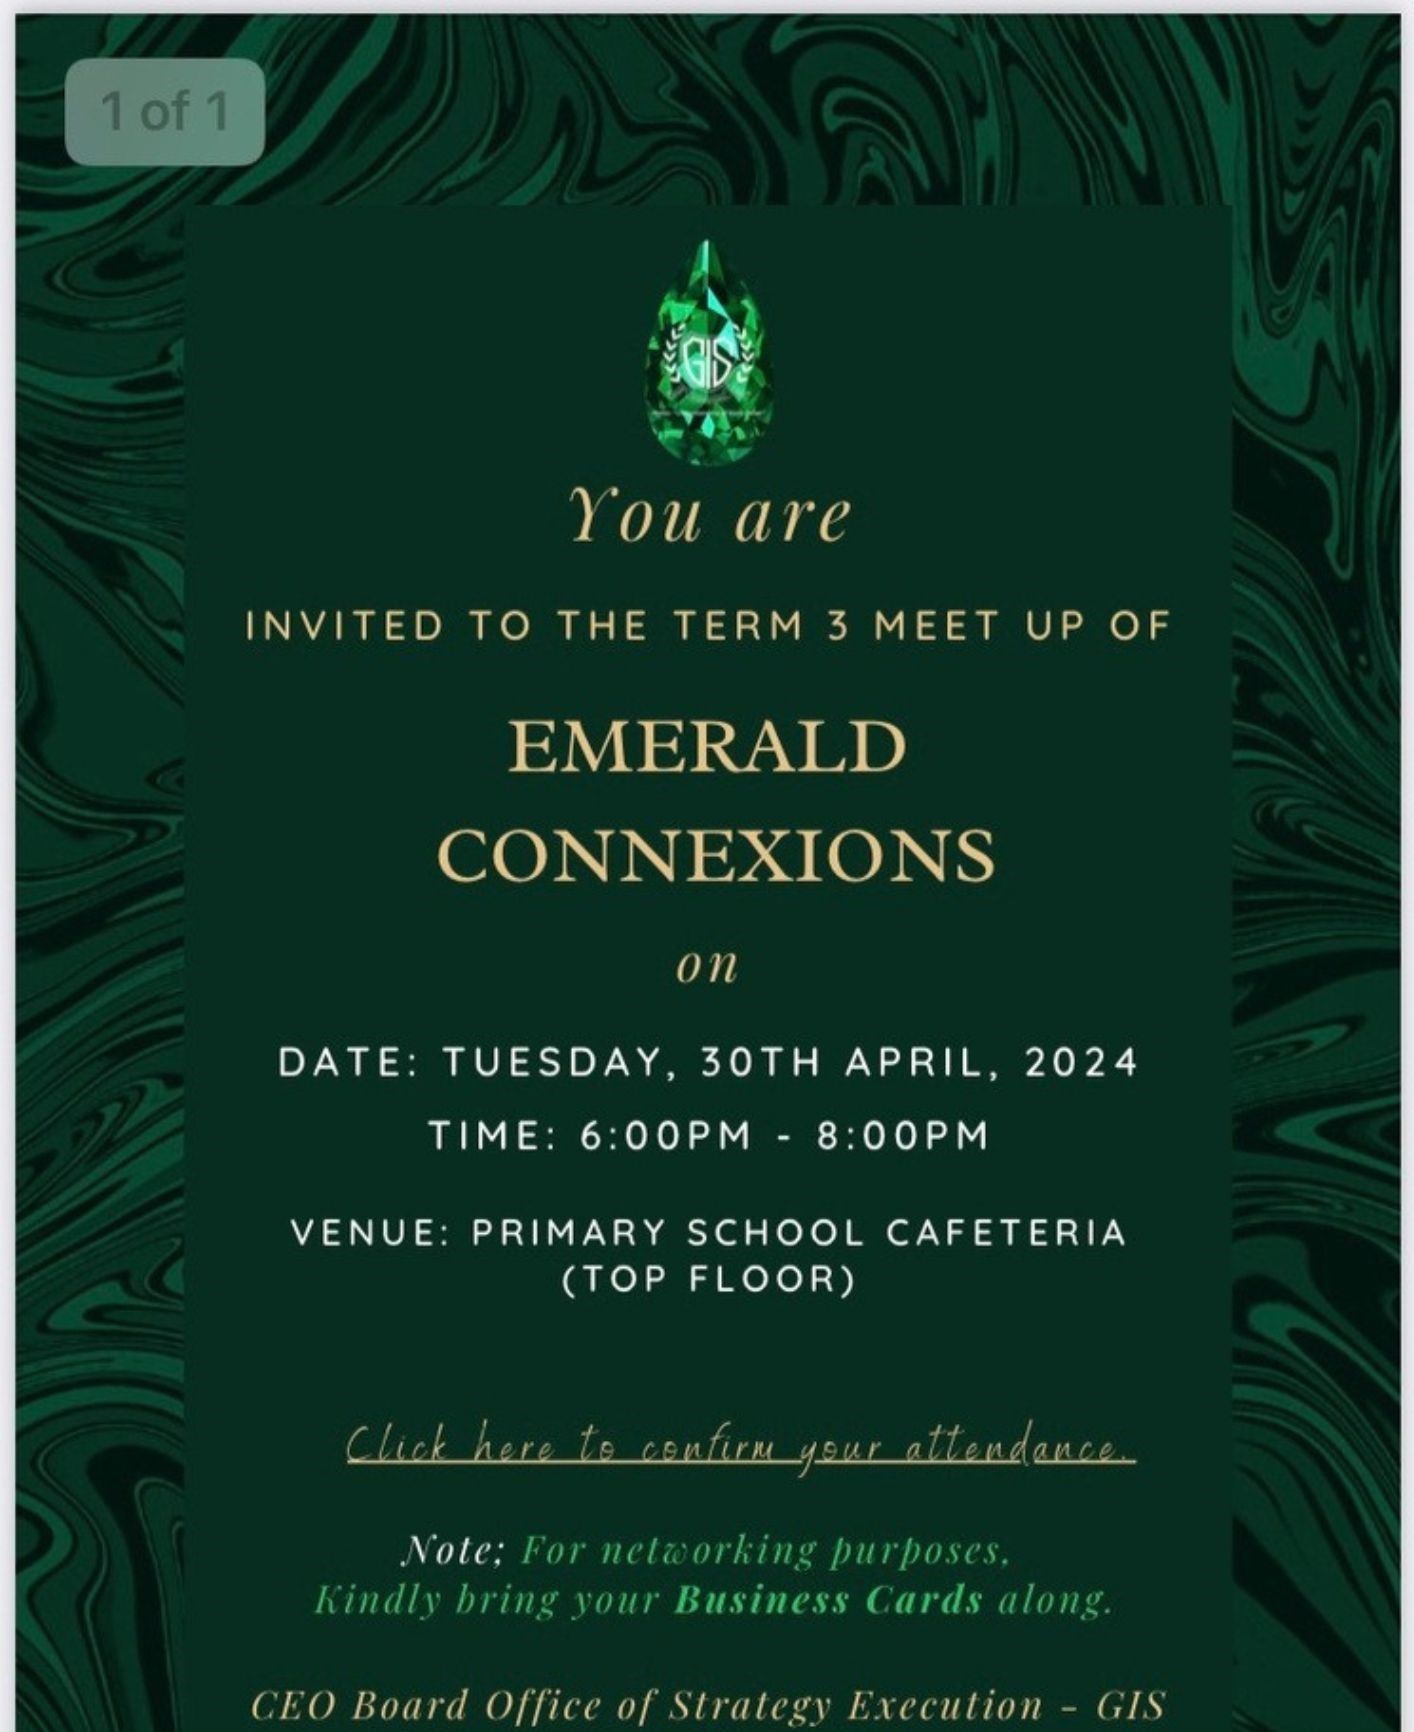 1 of 1
GIS
You are
INVITED TO THE TERM 3 MEET UP OF
EMERALD
CONNEXIONS
on
DATE: TUESDAY, 30TH APRIL, 2024
TIME: 6:00PM - 8:00PM
VENUE: PRIMARY SCHOOL CAFETERIA
(TOP FLOOR)
Click here to confirm your attendance.
Note; For networking purposes,
Kindly bring your Business Cards along.
CEO Board Office of Strategy Execution - GIS